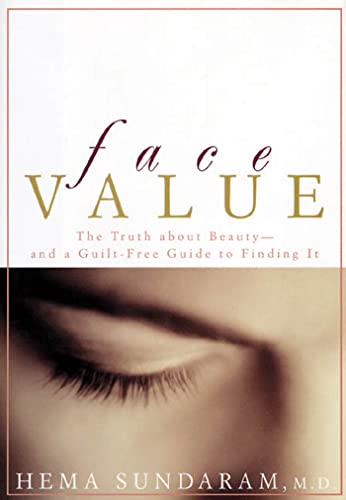 face
VALUE
The Truth about Beauty—
and a Guilt-Free Guide to Finding It
HEMA SUNDARAM, M.D.